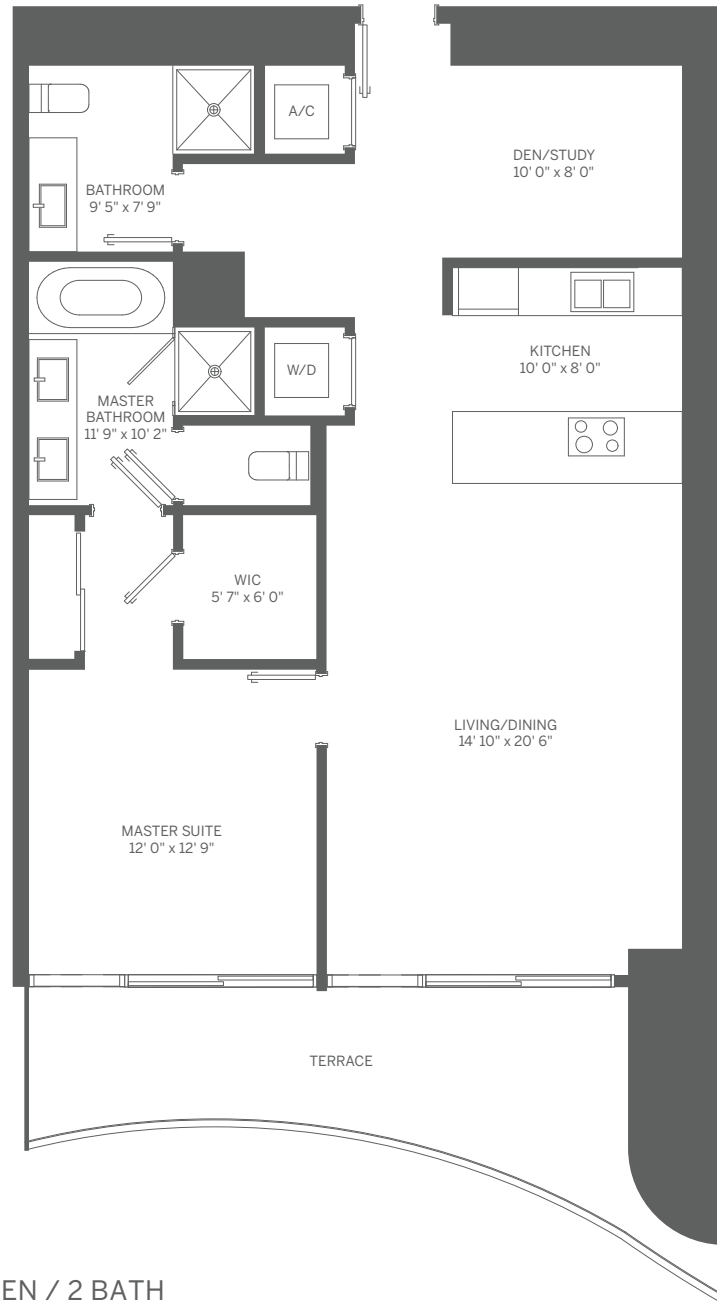 A/C
DEN/STUDY
10' 0" x 8' 0"
BATHROOM
9' 5" x 7' 9"
KITCHEN
10' 0" x 8' 0"
W/D
MASTER
BATHROOM
11' 9" x 10' 2"
WIC
5' 7" x 6' 0"
LIVING/DINING
14' 10" x 20' 6"
MASTER SUITE
12' 0" x 12' 9"
TERRACE
EN / 2 BATH